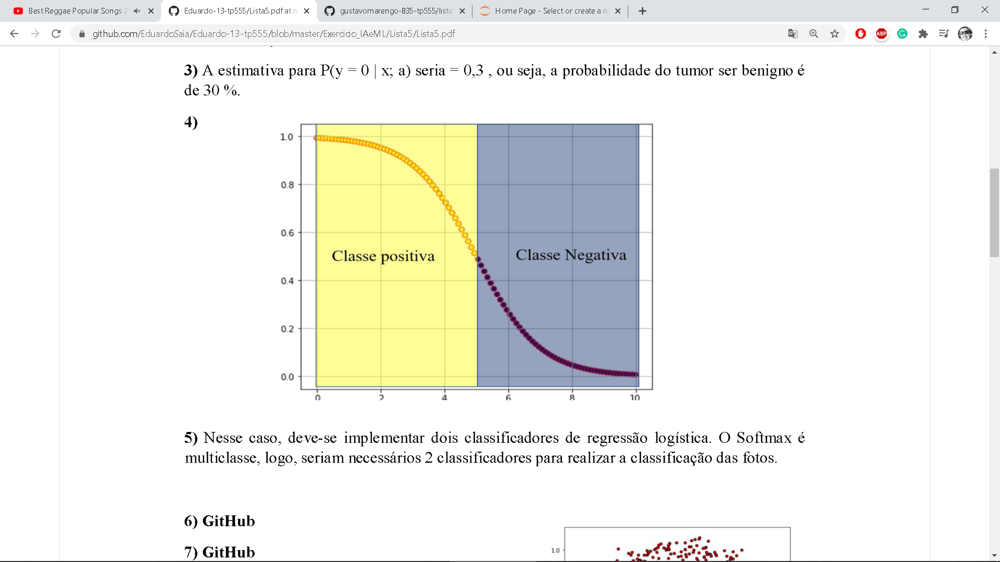 Best Reggae Popular Songs 2
Eduardo-13-tp555/Lista5.pdf at m
gustavomarengo-835-tp555/lista5
Home Page - Select or create a n
github.com/EduardoSaia/Eduardo-13-tp555/blob/master/Exercicio_IAeML/Lista5/Lista5.pdf
ABP
3) A estimativa para P(y = 0 | x; a) seria = 0,3 , ou seja, a probabilidade do tumor ser benigno é
de 30 %.
4)
1.0
0.8
0.6
Classe positiva Classe Negativa
0.4
0.2
0.0
0 2 4 6 8 10
5) Nesse caso, deve-se implementar dois classificadores de regressão logística. O Softmax é
multiclasse, logo, seriam necessários 2 classificadores para realizar a classificação das fotos.
6) GitHub
7) GitHub
1.0